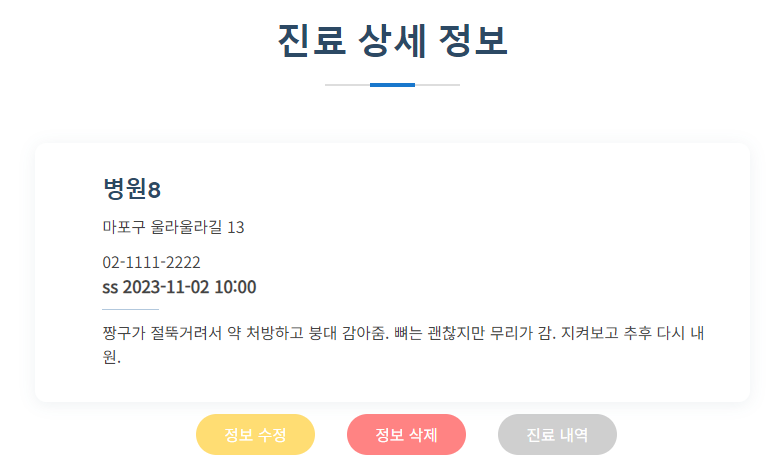 진료 상세 정보
병원8
마포구 울라울라길 13
02-1111-2222
ss 2023-11-02 10:00
짱구가 절뚝거려서 약 처방하고 붕대 감아줌. 뼈는 괜찮지만 무리가 감. 지켜보고 추후 다시 내
원.
정보 수정
정보 삭제
진료 내역